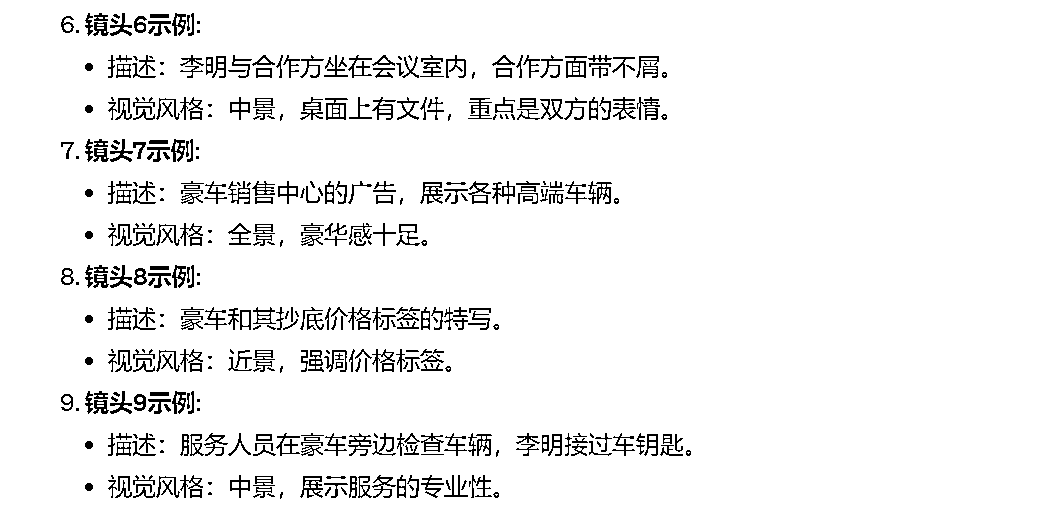 6. 镜头6示例:
• 描述：李明与合作方坐在会议室内，合作方面带不屑。
• 视觉风格：中景，桌面上有文件，重点是双方的表情。
7. 镜头7示例:
• 描述：豪车销售中心的广告，展示各种高端车辆。
• 视觉风格：全景，豪华感十足。
8. 镜头8示例:
• 描述：豪车和其抄底价格标签的特写。
• 视觉风格：近景，强调价格标签。
9. 镜头9示例:
• 描述：服务人员在豪车旁边检查车辆，李明接过车钥匙。
• 视觉风格：中景，展示服务的专业性。